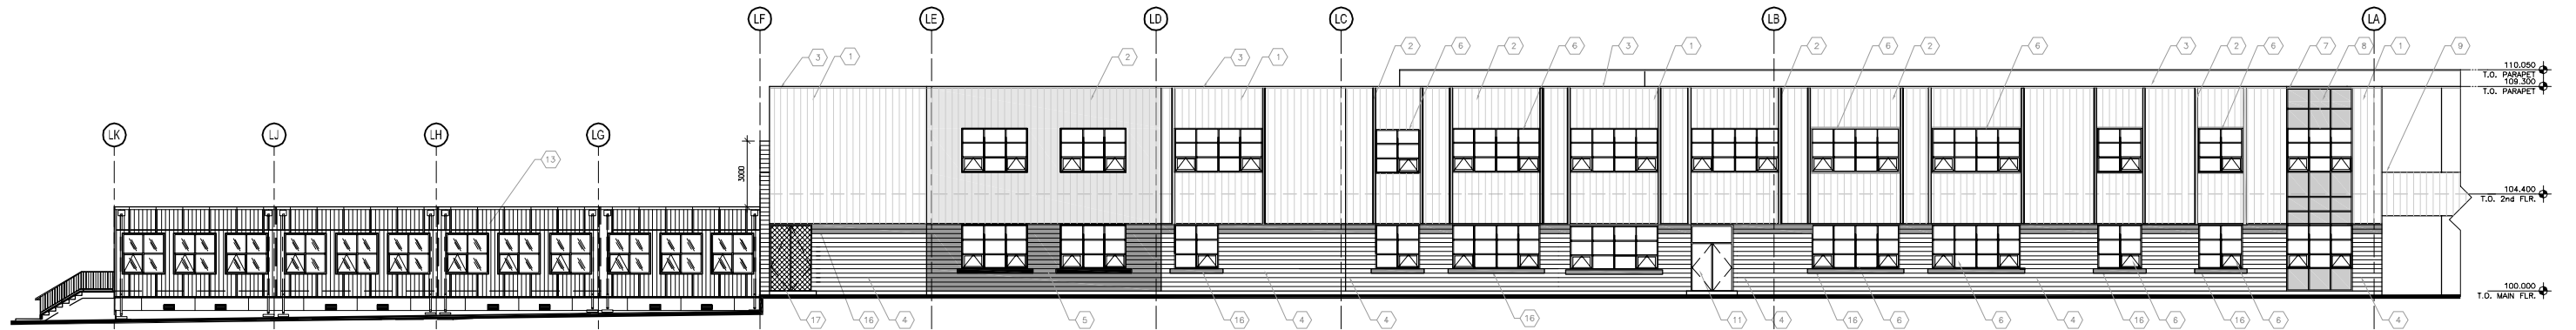 LF LE LD LC LB LA
3 1 2 3 1 2 6 2 6 3 1 2 6 2 6 3 2 6 7 8 1 9
110.050
T.O. PARAPET
109.300
T.O. PARAPET
LK LJ LH LG
13
3000
104.400
T.O. 2nd FLR.
100.000
T.O. MAIN FLR.
17 16 4 5 16 4 4 16 11 4 16 6 6 4 16 6 16 6 4